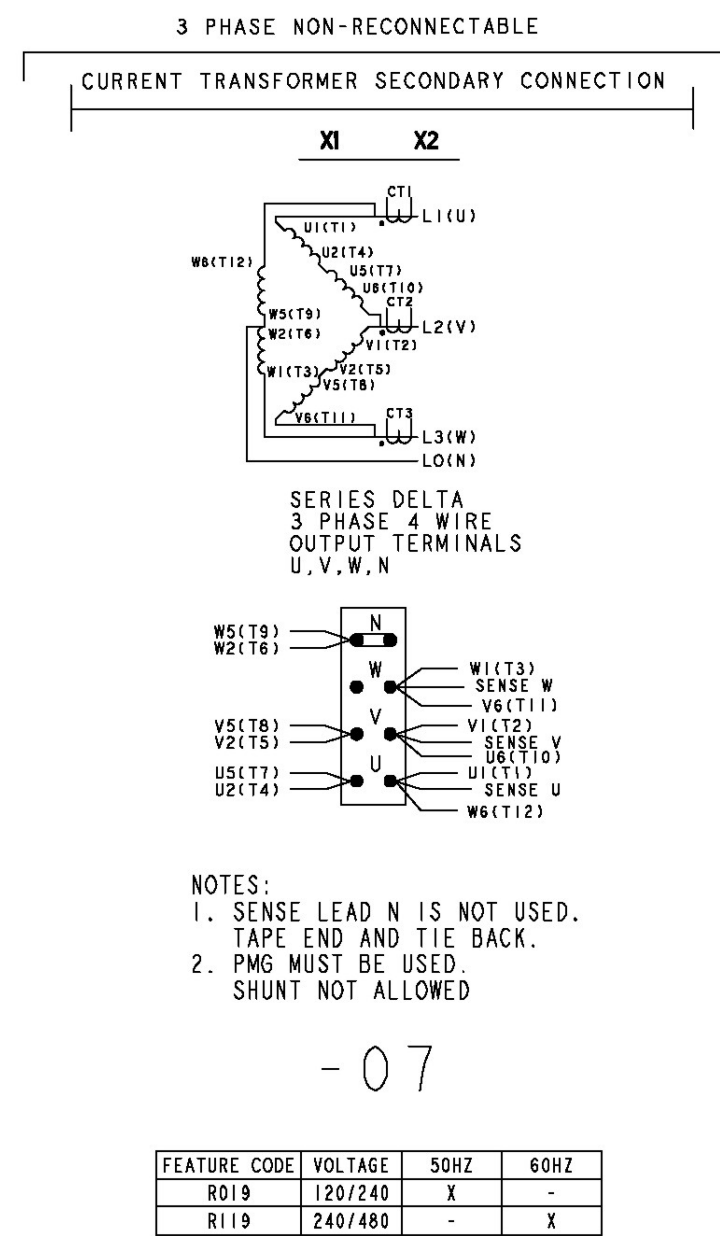 3 PHASE NON-RECONNECTABLE
CURRENT TRANSFORMER SECONDARY CONNECTION
X1 X2
CT1
L1(U)
U1(T1)
U2(T4)
W6(T12)
U5(T7)
U6(T10)
CT2
W5(T9)
L2(V)
W2(T6)
V1(T2)
W1(T3) V2(T5)
V5(T8)
V6(T11) CT3
L3(W)
L0(N)
SERIES DELTA
3 PHASE 4 WIRE
OUTPUT TERMINALS
U,V,W,N
N
W5(T9)
W2(T6)
W
W1(T3)
SENSE W
V6(T11)
V
V5(T8) V1(T2)
V2(T5) SENSE V
U6(T10)
U
U5(T7) U1(T1)
U2(T4) SENSE U
W6(T12)
NOTES:
1. SENSE LEAD N IS NOT USED.
TAPE END AND TIE BACK.
2. PMG MUST BE USED.
SHUNT NOT ALLOWED
-07
FEATURE CODE VOLTAGE 50HZ 60HZ
R019 120/240 X -
R119 240/480 - X